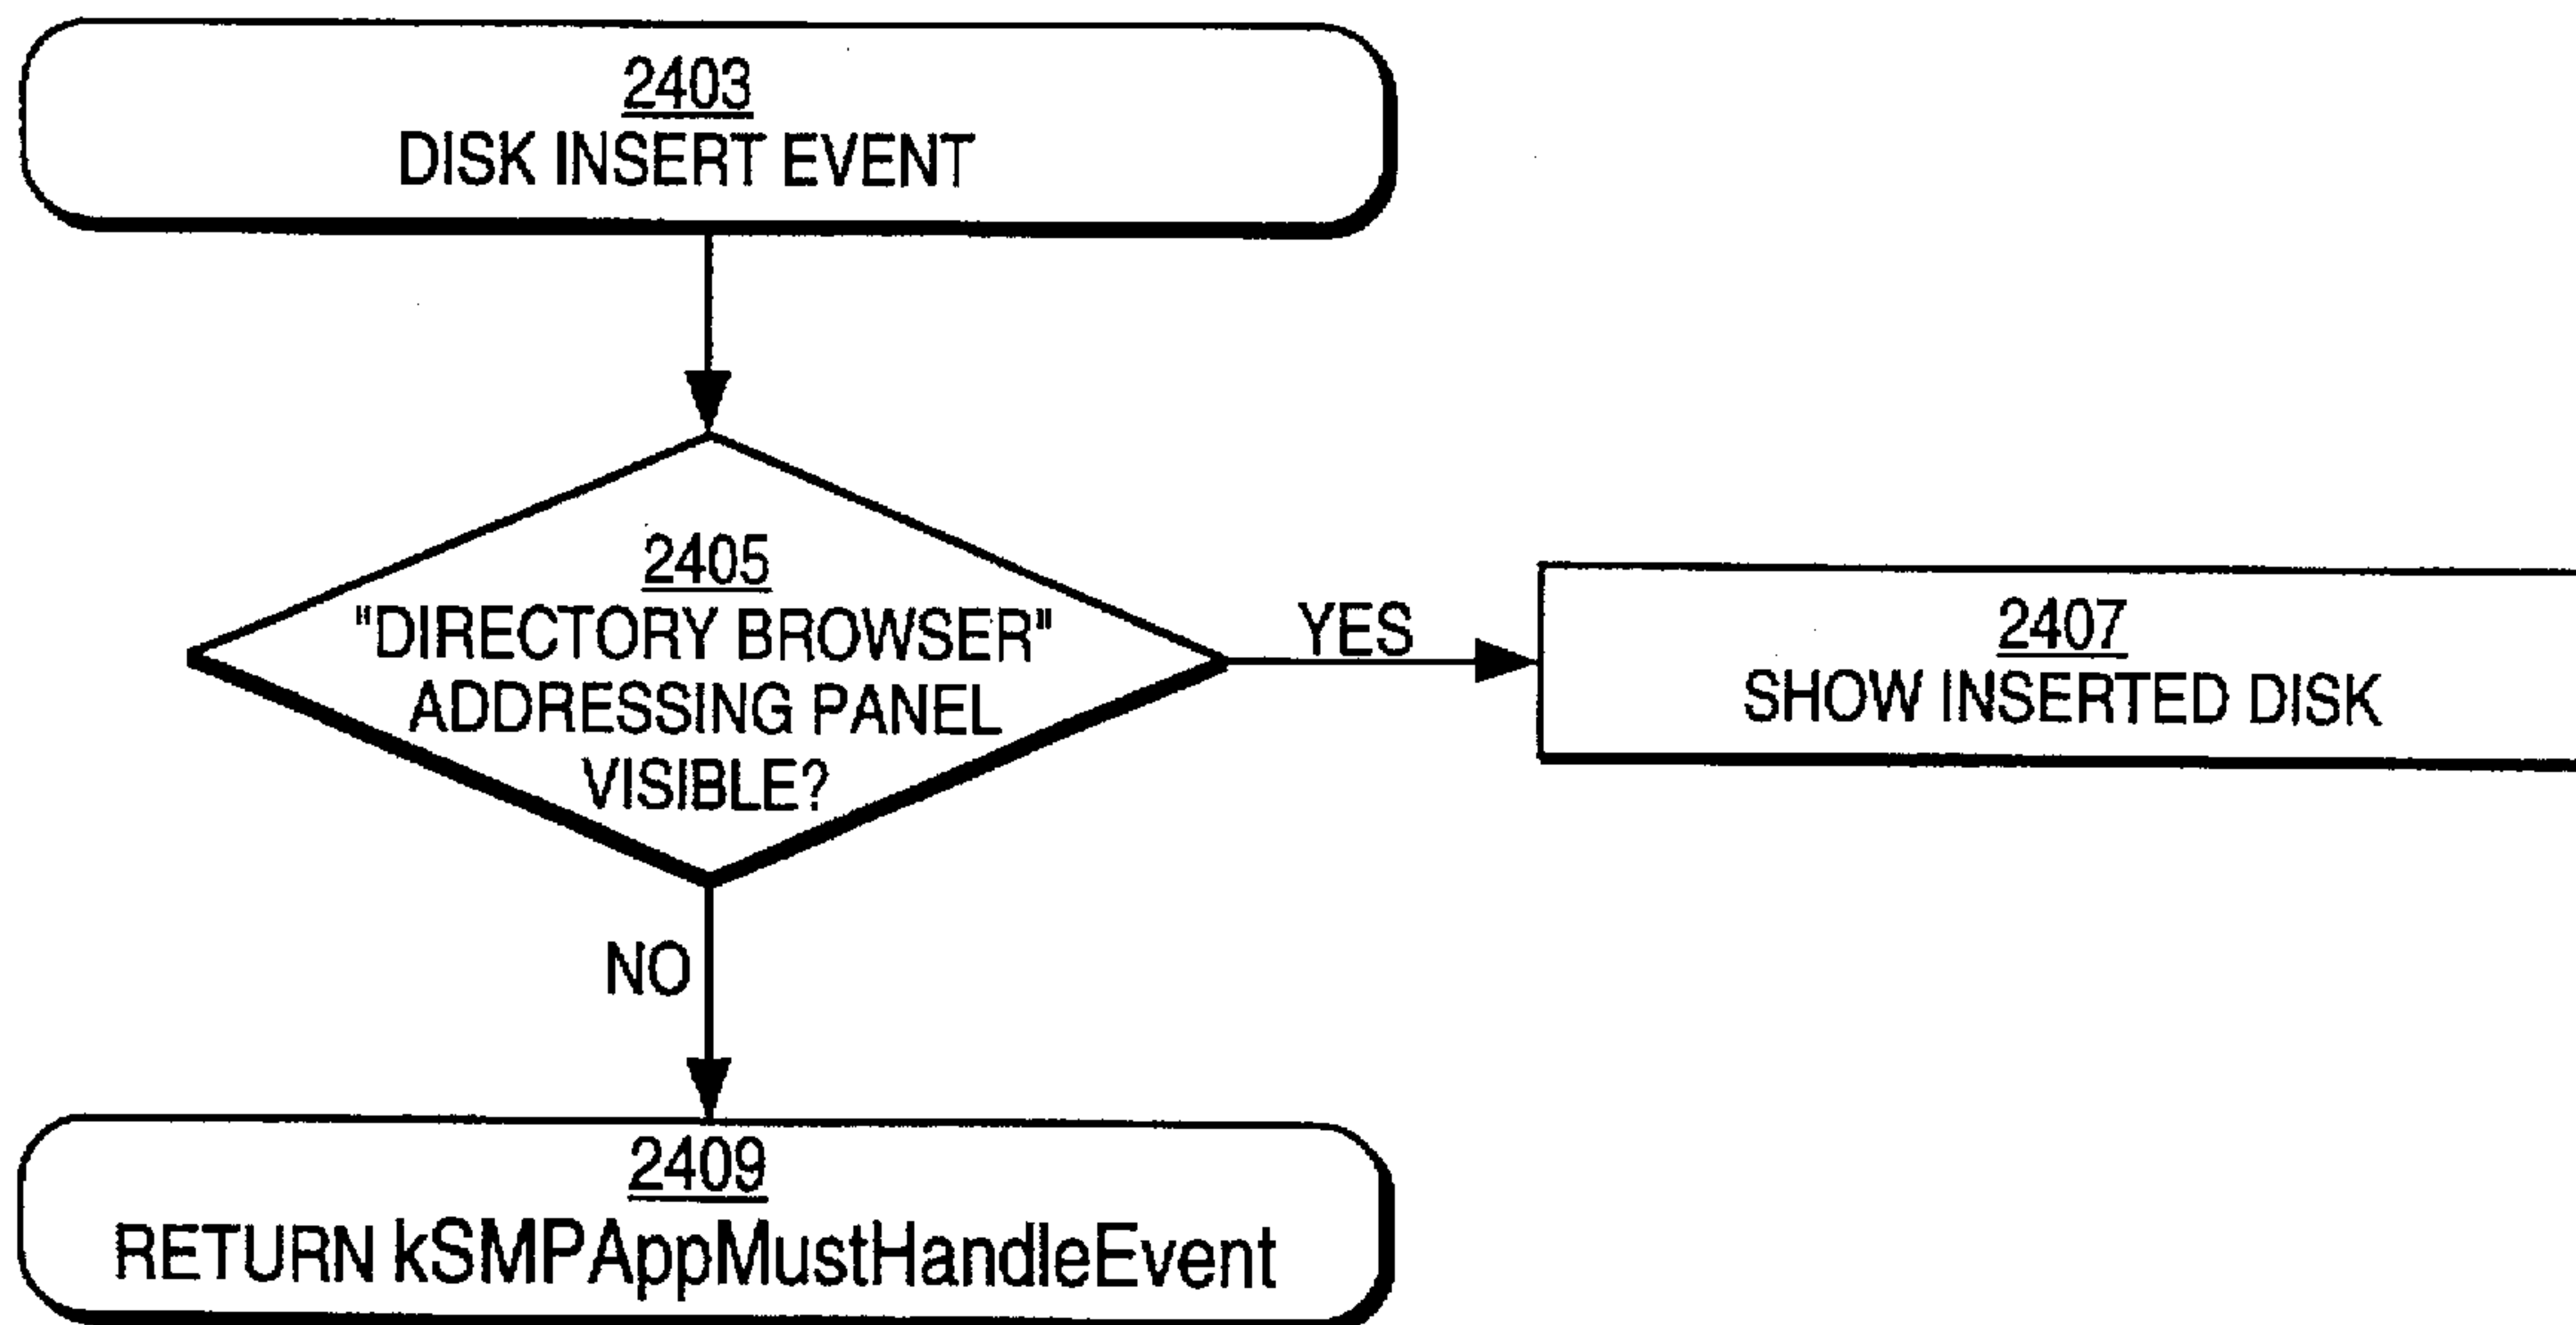 2403
DISK INSERT EVENT
2405
"DIRECTORY BROWSER"
ADDRESSING PANEL
VISIBLE?
YES
2407
SHOW INSERTED DISK
NO
2409
RETURN kSMPAppMustHandleEvent